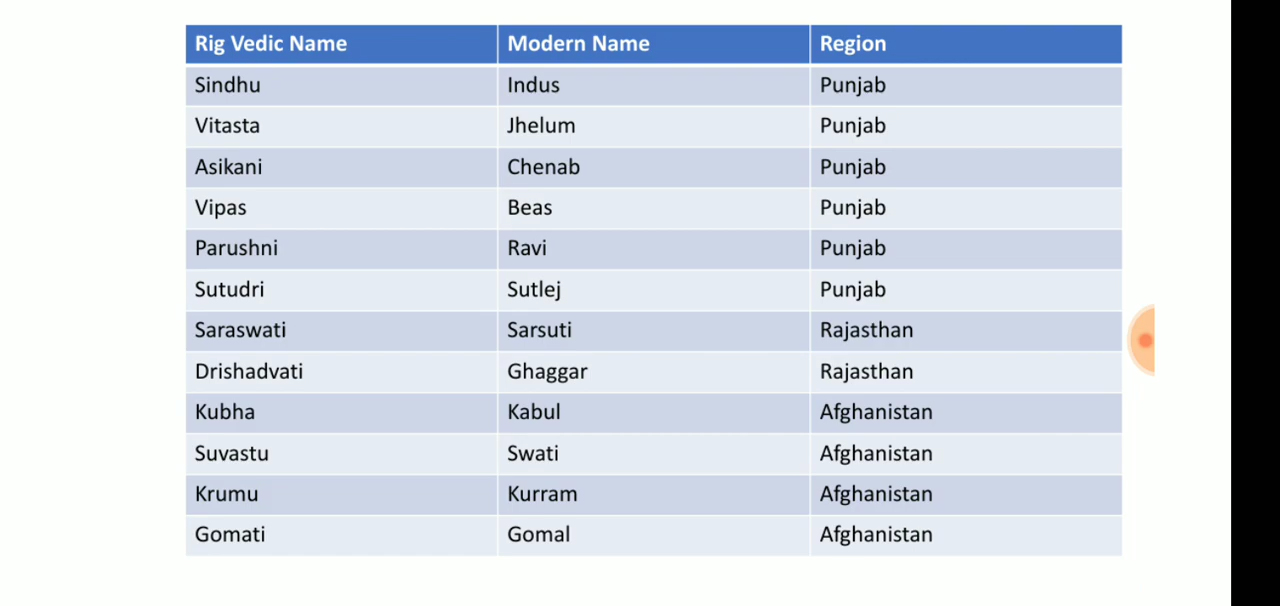 Rig Vedic Name Modern Name Region
Sindhu Indus Punjab
Vitasta Jhelum Punjab
Asikani Chenab Punjab
Vipas Beas Punjab
Parushni Ravi Punjab
Sutudri Sutlej Punjab
Saraswati Sarsuti Rajasthan
Drishadvati Ghaggar Rajasthan
Kubha Kabul Afghanistan
Suvastu Swati Afghanistan
Krumu Kurram Afghanistan
Gomati Gomal Afghanistan